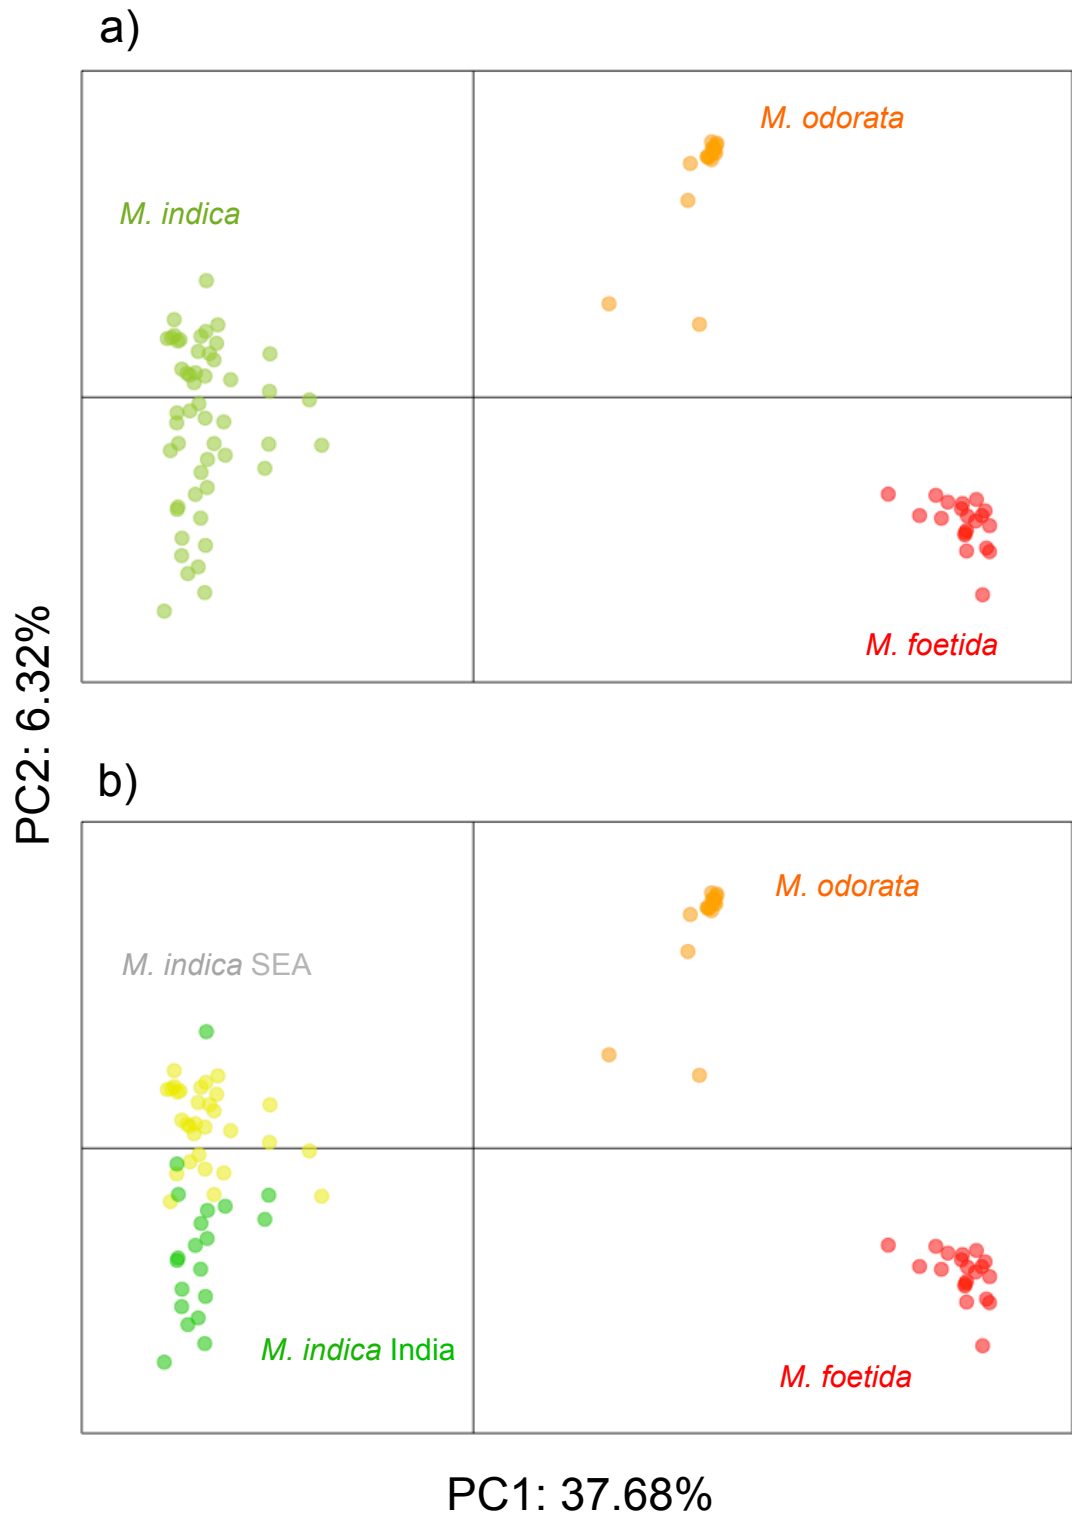 a)
M. odorata
M. indica
M. foetida
PC2: 6.32%
b)
M. odorata
M. indica SEA
M. indica India
M. foetida
PC1: 37.68%